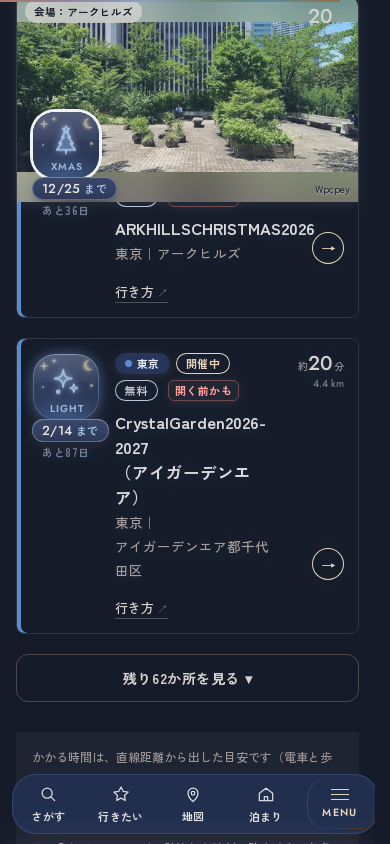 会場：アークヒルズ
20
XMAS
12/25 まで
あと36日
Wpcpey
ARKHILLSCHRISTMAS2026
東京｜アークヒルズ
→
行き方 ↗
LIGHT
2/14 まで
あと87日
東京 開催中
無料 開く前かも
約20分
4.4 km
CrystalGarden2026-
2027
（アイガーデンエ
ア）
東京｜
アイガーデンエア都千代
田区
→
行き方 ↗
残り62か所を見る ▼
かかる時間は、直線距離から出した目安です（電車と歩
さがす
行きたい
地図
泊まり
MENU